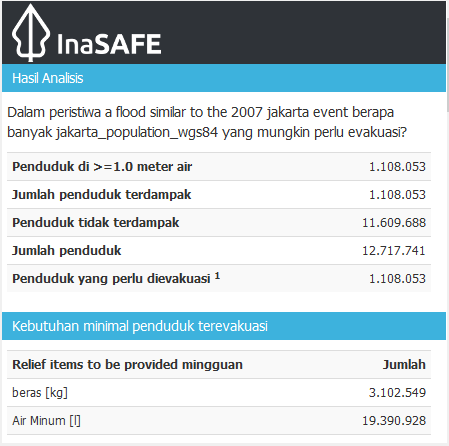 InaSAFE
Hasil Analisis
Dalam peristiwa a flood similar to the 2007 jakarta event berapa
banyak jakarta_population_wgs84 yang mungkin perlu evakuasi?
Penduduk di >=1.0 meter air 1.108.053
Jumlah penduduk terdampak 1.108.053
Penduduk tidak terdampak 11.609.688
Jumlah penduduk 12.717.741
Penduduk yang perlu dievakuasi 1 1.108.053
Kebutuhan minimal penduduk terevakuasi
Relief items to be provided mingguan Jumlah
beras [kg] 3.102.549
Air Minum [l] 19.390.928